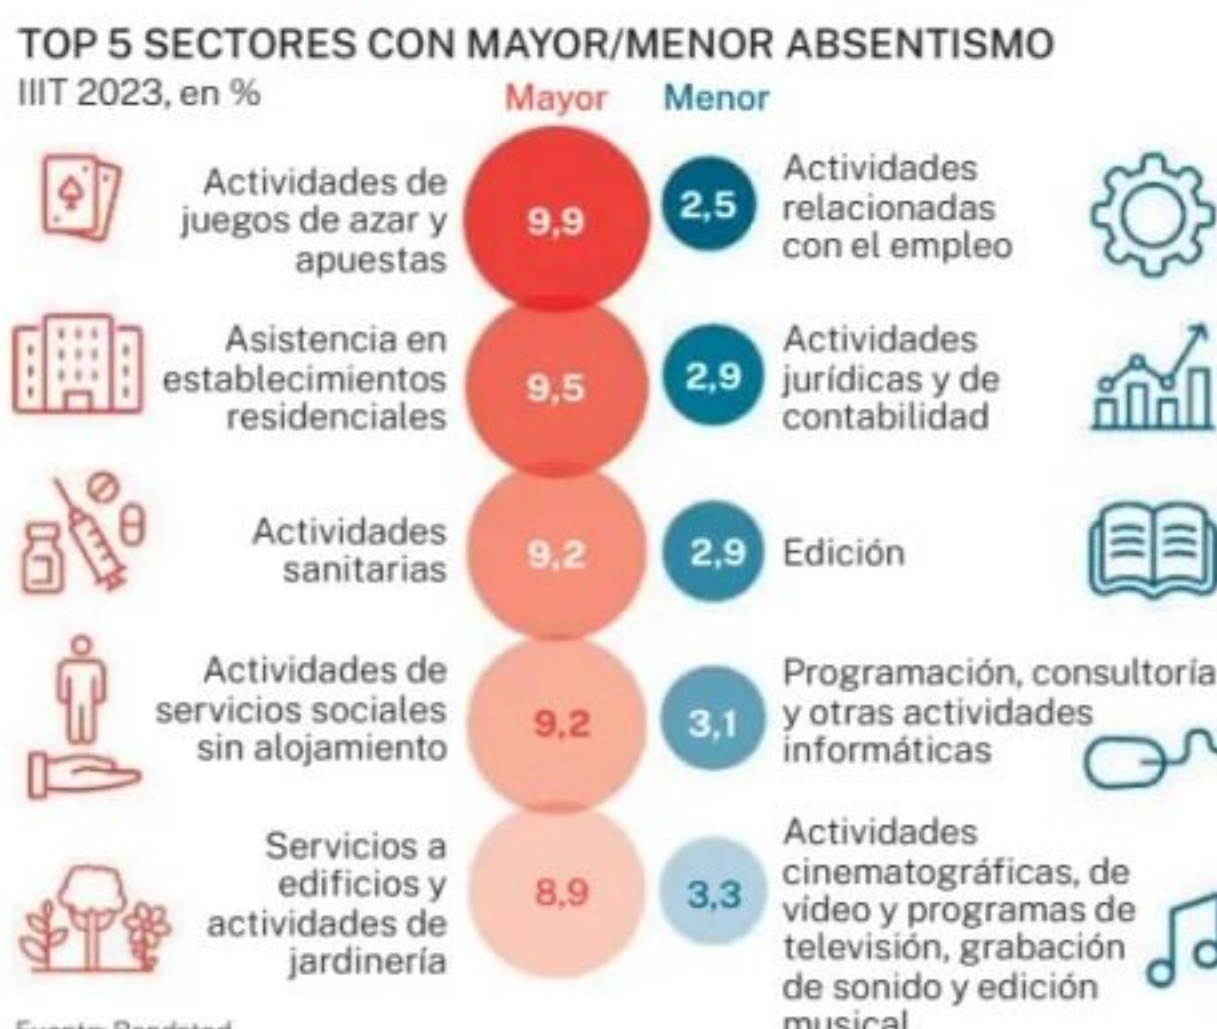 TOP 5 SECTORES CON MAYOR/MENOR ABSENTISMO
IIIT 2023, en %
Mayor
Menor
Actividades de
juegos de azar y
apuestas
9,9
2,5
Actividades
relacionadas
con el empleo
Asistencia en
establecimientos
residenciales
9,5
2,9
Actividades
jurídicas y de
contabilidad
Actividades
sanitarias
9,2
2,9
Edición
Actividades de
servicios sociales
sin alojamiento
9,2
3,1
Programación, consultoría
y otras actividades
informáticas
Servicios a
edificios y
actividades de
jardinería
8,9
3,3
Actividades
cinematográficas, de
vídeo y programas de
televisión, grabación
de sonido y edición
musical
Fuente: Randstad